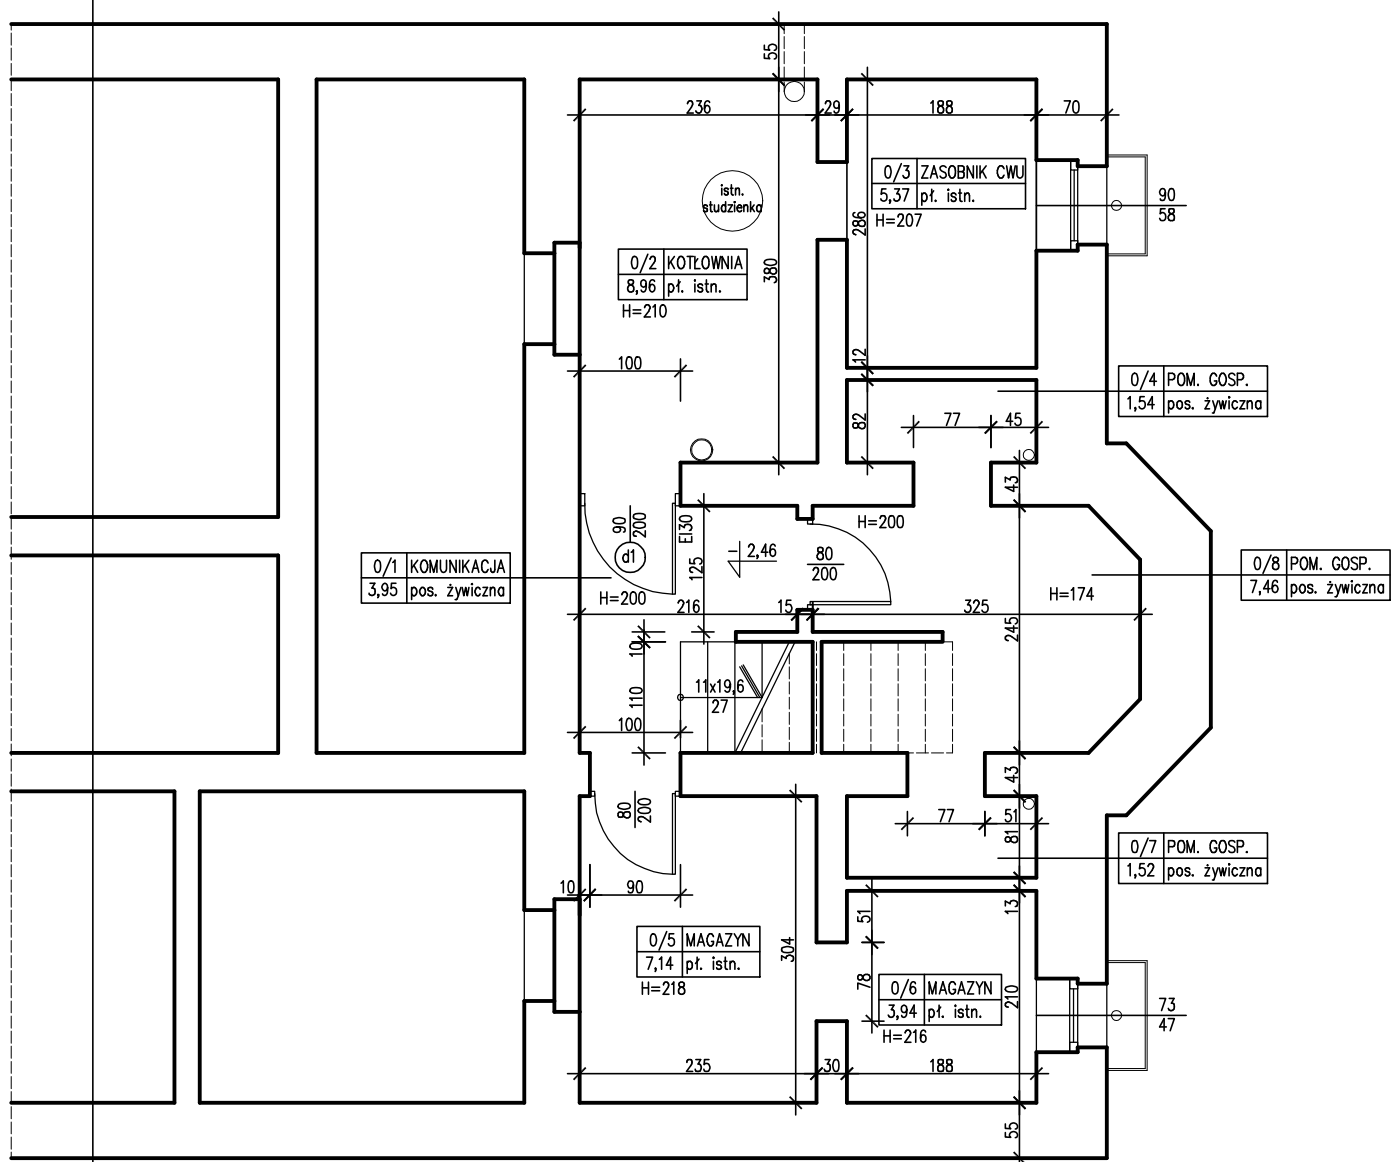 55
236
29
188
70
istn.
studzienka
0/3 ZASOBNIK CWU
5,37 pł. istn.
H=207
90
58
286
380
0/2 KOTŁOWNIA
8,96 pł. istn.
H=210
100
12
82
0/4 POM. GOSP.
1,54 pos. żywiczna
77
45
43
90
200
EI30
d1
125
- 2,46
80
200
H=200
0/1 KOMUNIKACJA
3,95 pos. żywiczna
H=200
216
15
325
H=174
245
0/8 POM. GOSP.
7,46 pos. żywiczna
10
110
11x19,6
27
100
43
80
200
77
51
81
0/7 POM. GOSP.
1,52 pos. żywiczna
10
90
51
13
304
0/5 MAGAZYN
7,14 pł. istn.
H=218
78
0/6 MAGAZYN
3,94 pł. istn.
H=216
210
73
47
235
30
188
55